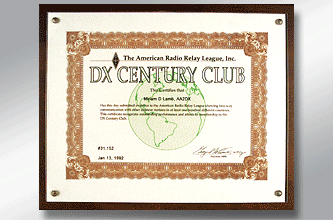 The American Radio Relay League, Inc.
DX CENTURY CLUB
This Certifies that
Miriam D Lamb, AA2DX
Has this day submitted evidence to the American Radio Relay League showing two-way
communication with other amateur stations in at least one hundred different countries.
This certificate recognizes outstanding performance and attests to membership in the
DX Century Club.
#31,152
Jan 13, 1992